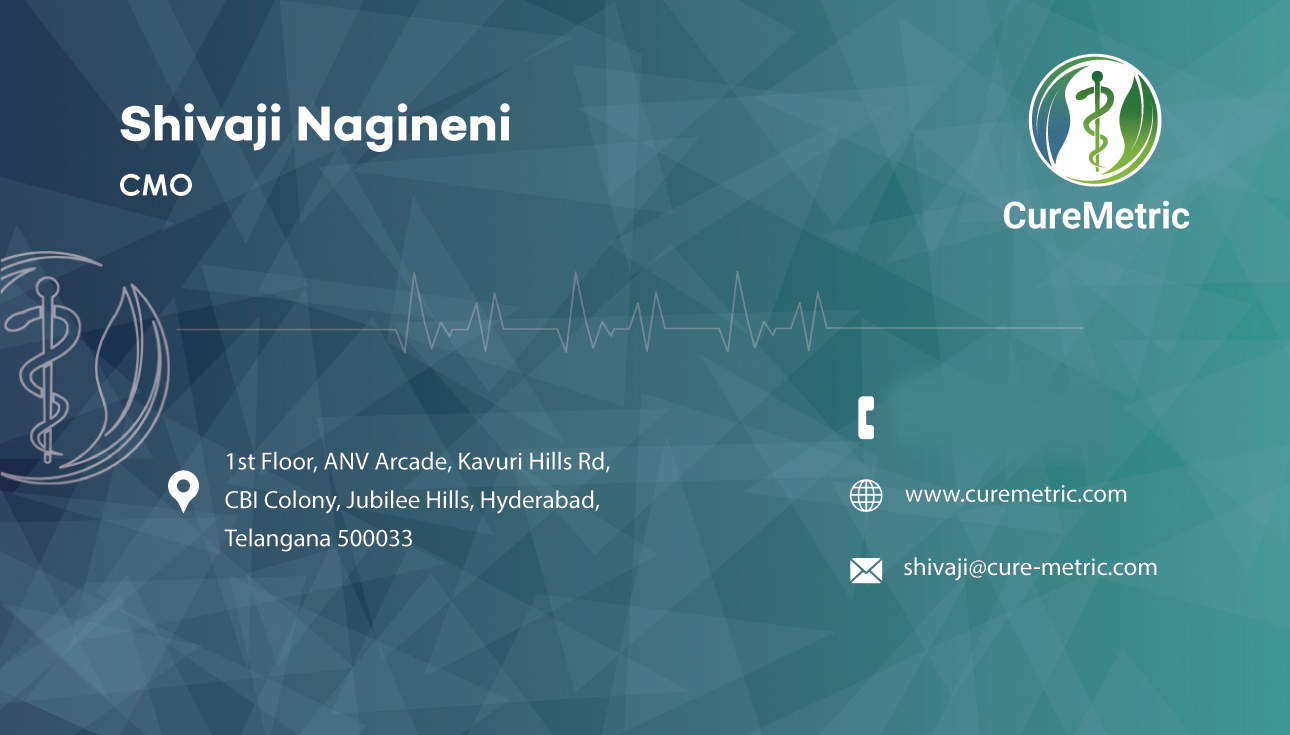 Shivaji Nagineni
CMO
CureMetric
1st Floor, ANV Arcade, Kavuri Hills Rd,
CBI Colony, Jubilee Hills, Hyderabad,
Telangana 500033
www.curemetric.com
shivaji@cure-metric.com